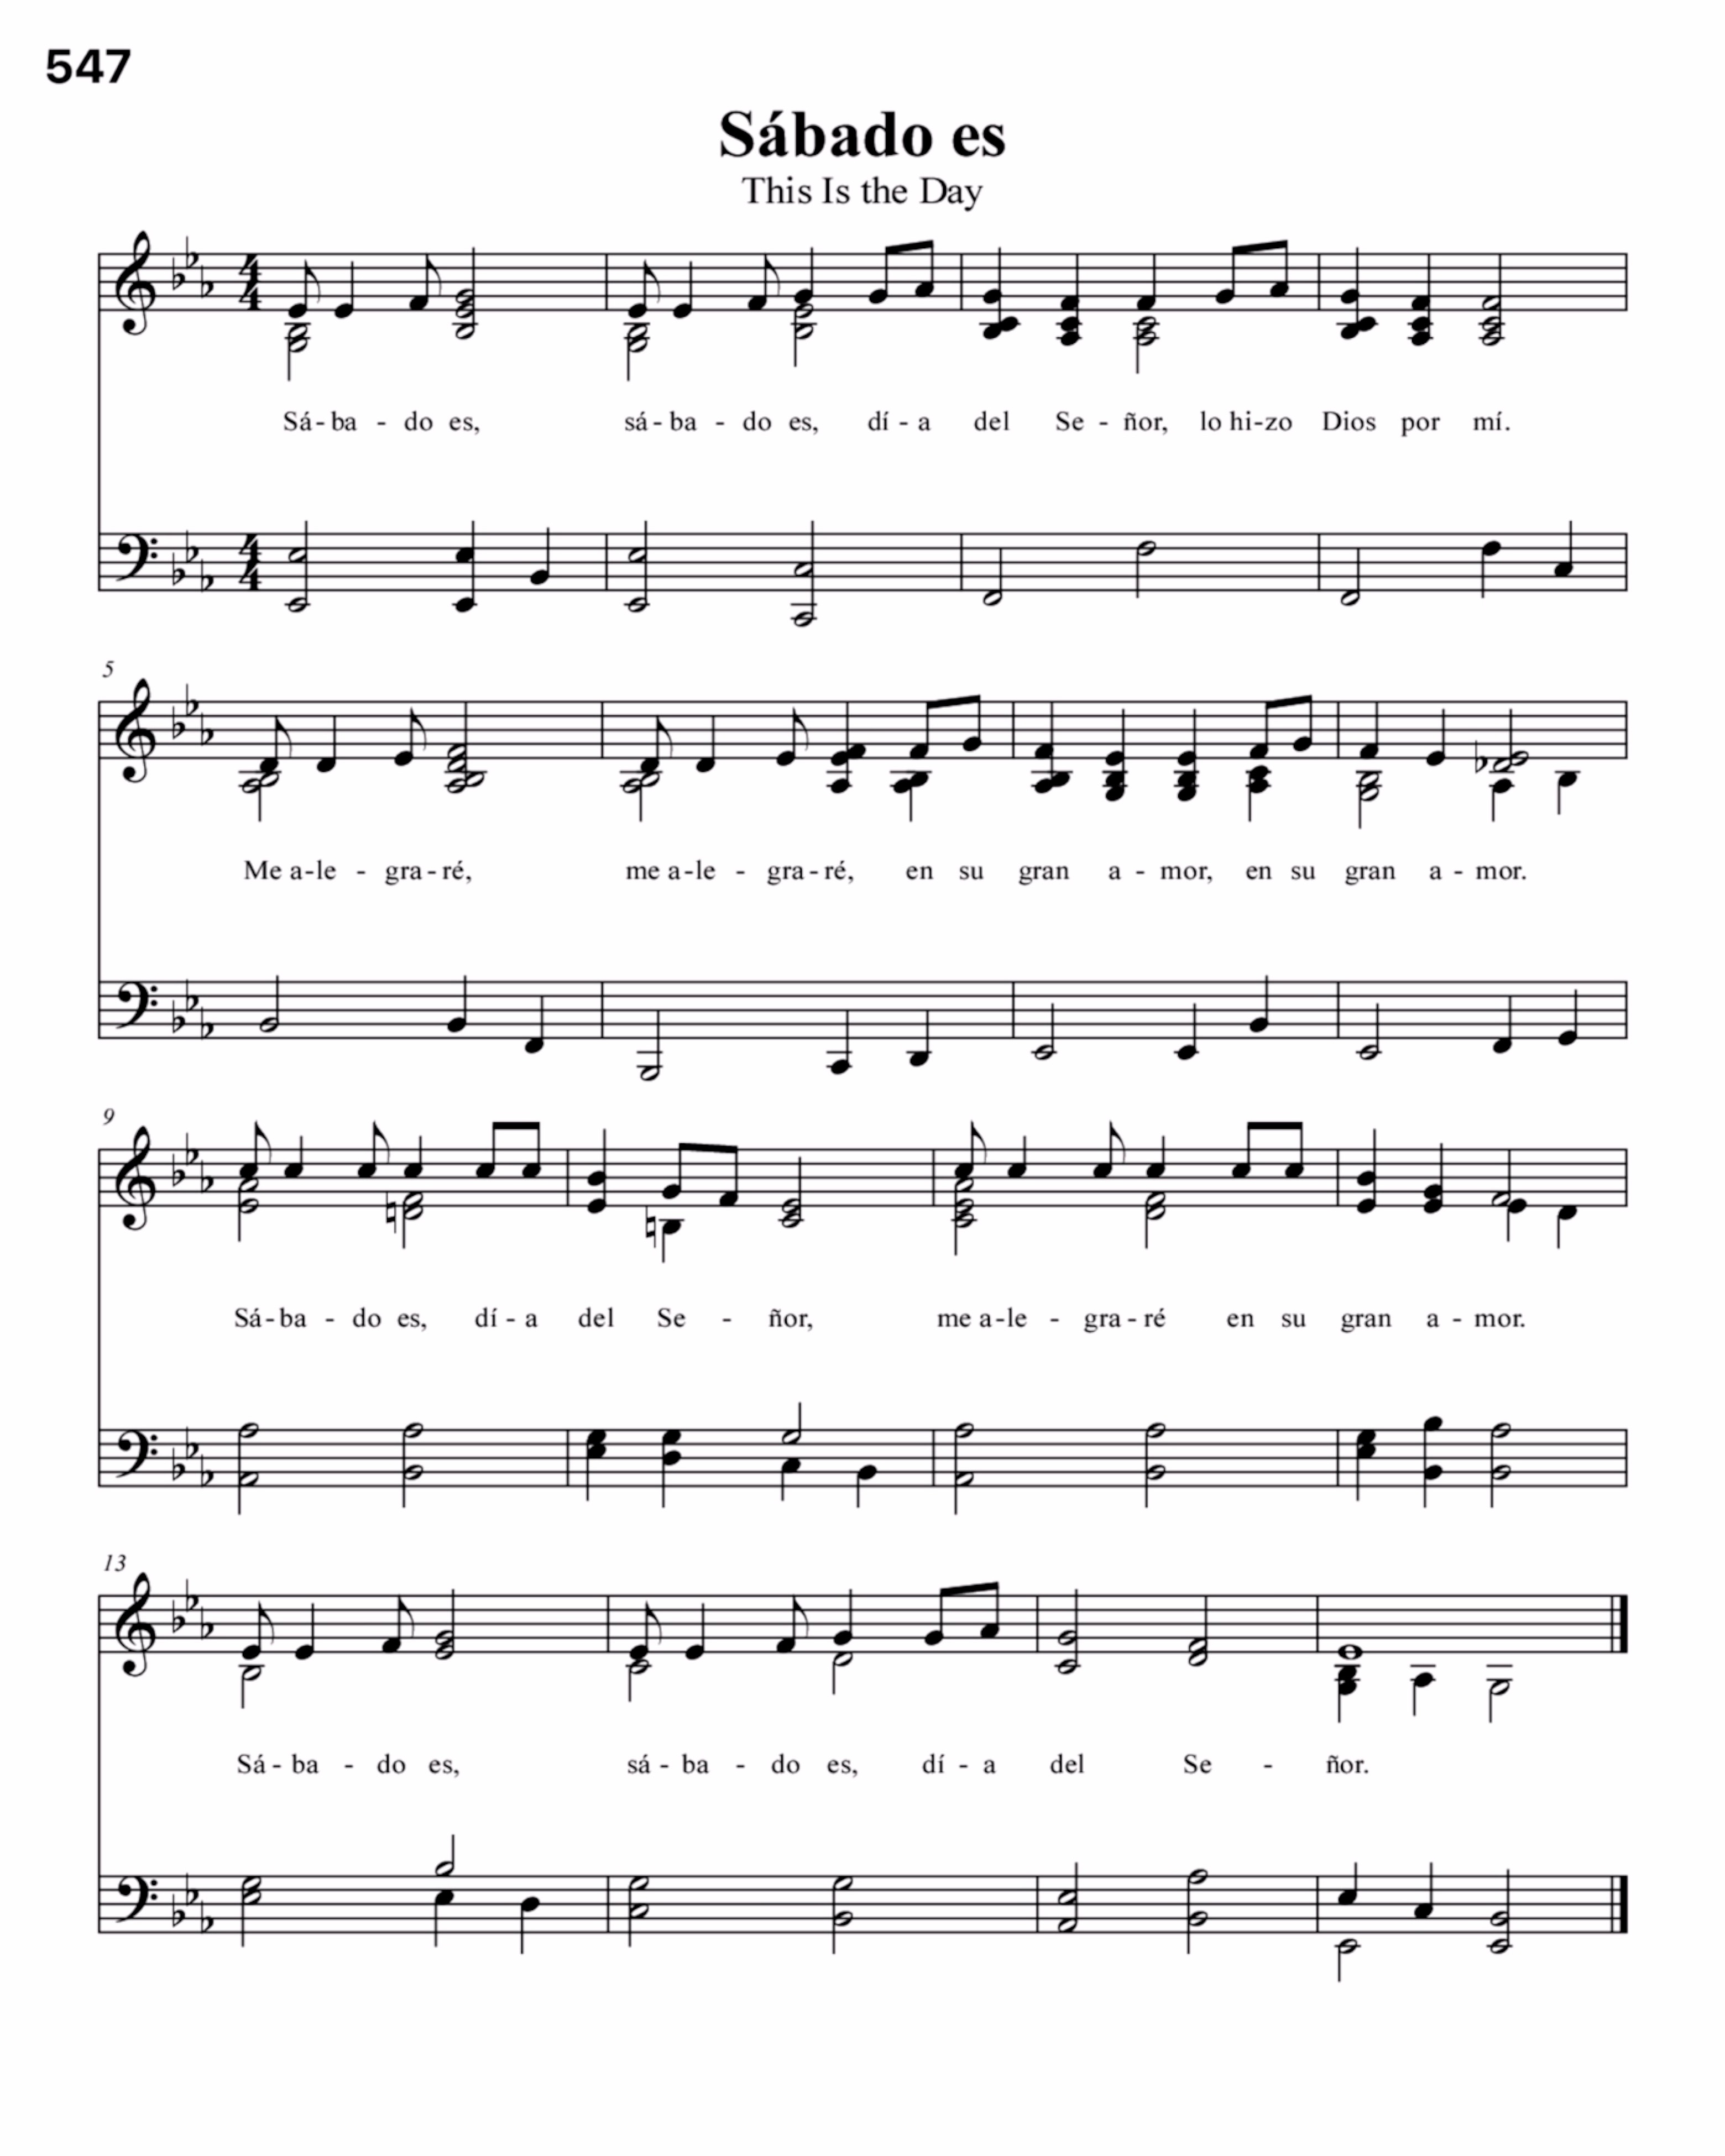 547
Sábado es
This Is the Day
4
4
Sá - ba - do es, sá - ba - do es, dí - a del Se - ñor, lo hi - zo Dios por mí.
4
4
5
Me a - le - gra - ré, me a - le - gra - ré, en su gran a - mor, en su gran a - mor.
9
Sá - ba - do es, dí - a del Se - ñor, me a - le - gra - ré en su gran a - mor.
13
Sá - ba - do es, sá - ba - do es, dí - a del Se - ñor.